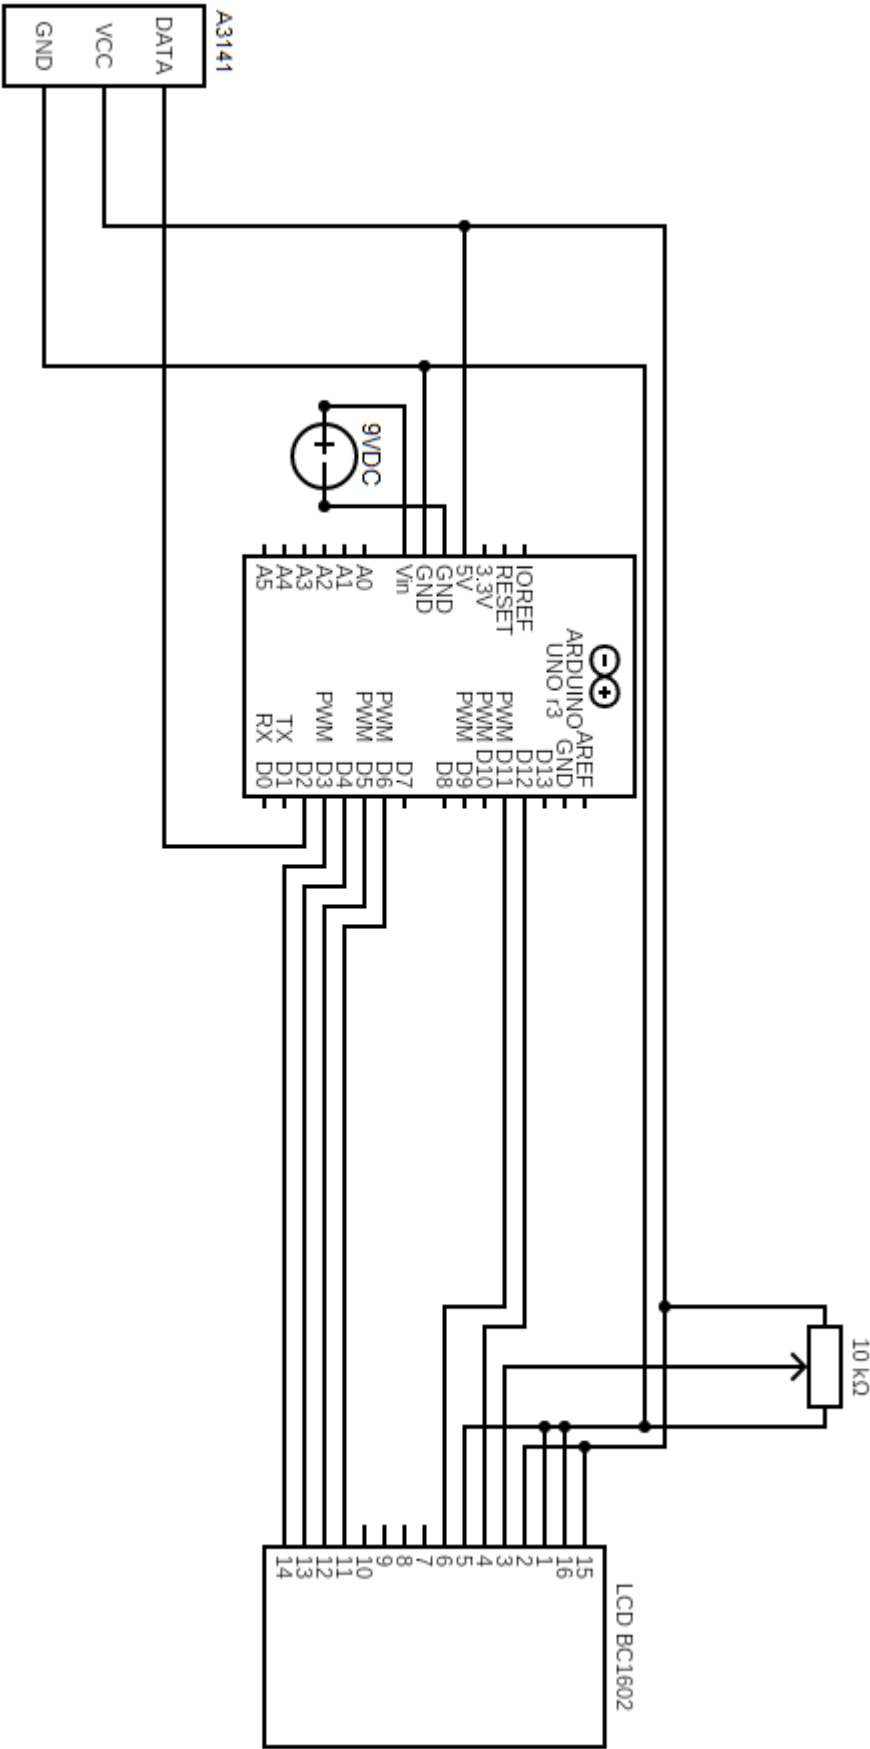 A3141
DATA
VCC
GND
9VDC
IOREF
RESET
3.3V
5V
GND
GND
Vin
A0
A1
A2
A3
A4
A5
ARDUINO
UNO r3
AREF
GND
D13
D12
PWM D11
PWM D10
PWM D9
D8
D7
PWM D6
PWM D5
D4
PWM D3
D2
TX D1
RX D0
10 kΩ
LCD BC1602
15
16
1
2
3
4
5
6
7
8
9
10
11
12
13
14